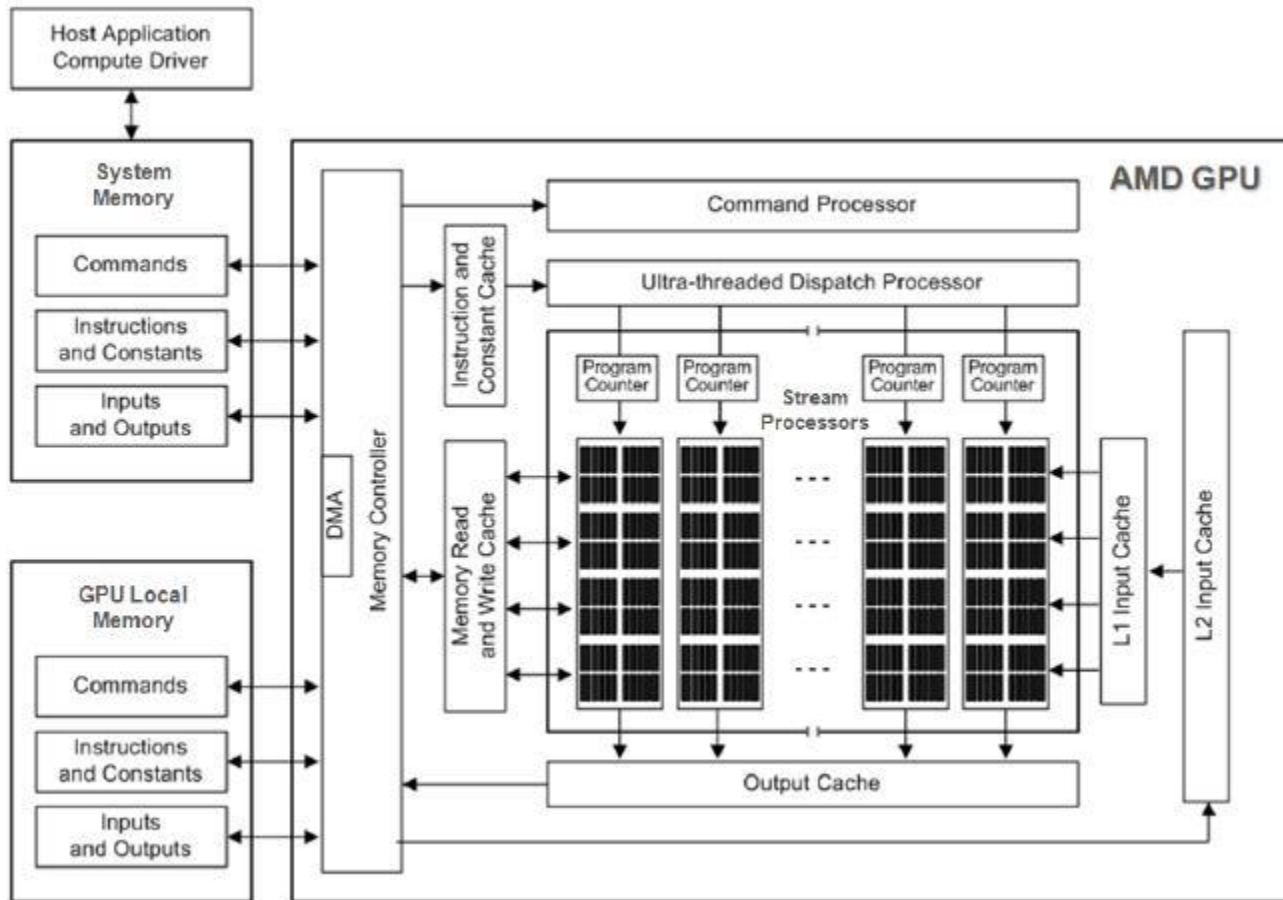 Host Application
Compute Driver
System
Memory
Commands
Instructions
and Constants
Inputs
and Outputs
GPU Local
Memory
Commands
Instructions
and Constants
Inputs
and Outputs
AMD GPU
DMA
Memory Controller
Command Processor
Instruction and
Constant Cache
Ultra-threaded Dispatch Processor
Program
Counter
Program
Counter
Program
Counter
Program
Counter
Stream
Processors
Memory Read
and Write Cache
L1 Input Cache
L2 Input Cache
Output Cache